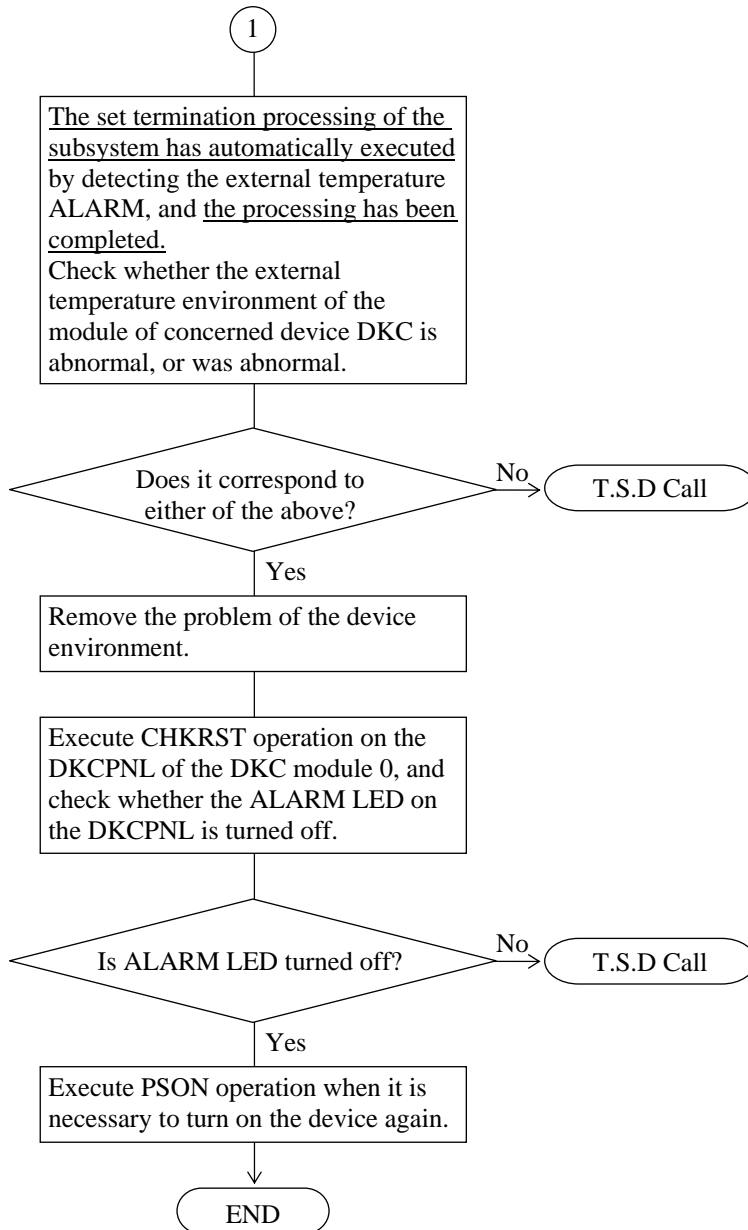 1
The set termination processing of the
subsystem has automatically executed
by detecting the external temperature
ALARM, and the processing has been
completed.
Check whether the external
temperature environment of the
module of concerned device DKC is
abnormal, or was abnormal.
Does it correspond to
either of the above?
No
T.S.D Call
Yes
Remove the problem of the device
environment.
Execute CHKRST operation on the
DKCPNL of the DKC module 0, and
check whether the ALARM LED on
the DKCPNL is turned off.
Is ALARM LED turned off?
No
T.S.D Call
Yes
Execute PSON operation when it is
necessary to turn on the device again.
END